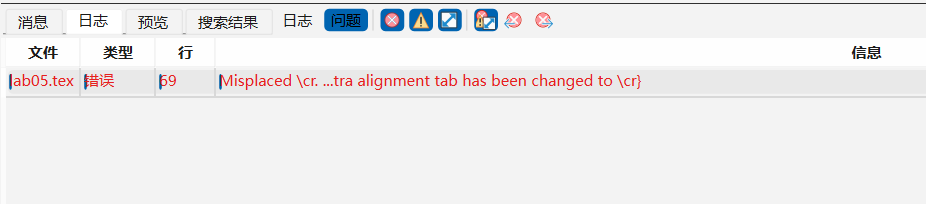 消息 日志 预览 搜索结果 日志 问题
文件 类型 行 信息
lab05.tex 错误 69 Misplaced \cr. ...tra alignment tab has been changed to \cr}